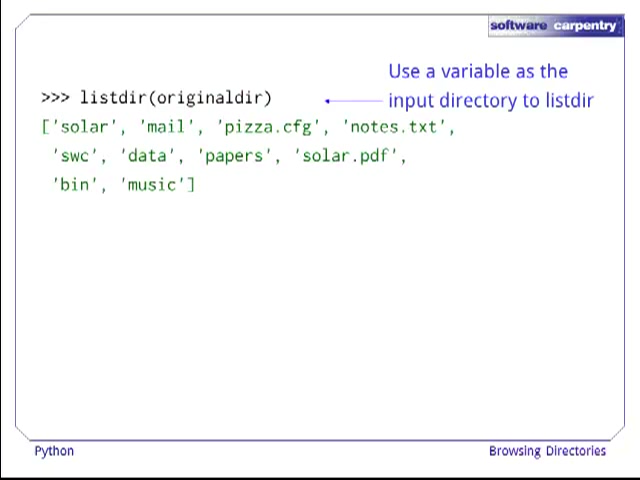 software carpentry
Use a variable as the
>>> listdir(originaldir)
input directory to listdir
['solar', 'mail', 'pizza.cfg', 'notes.txt',
'swc', 'data', 'papers', 'solar.pdf',
'bin', 'music']
Python
Browsing Directories